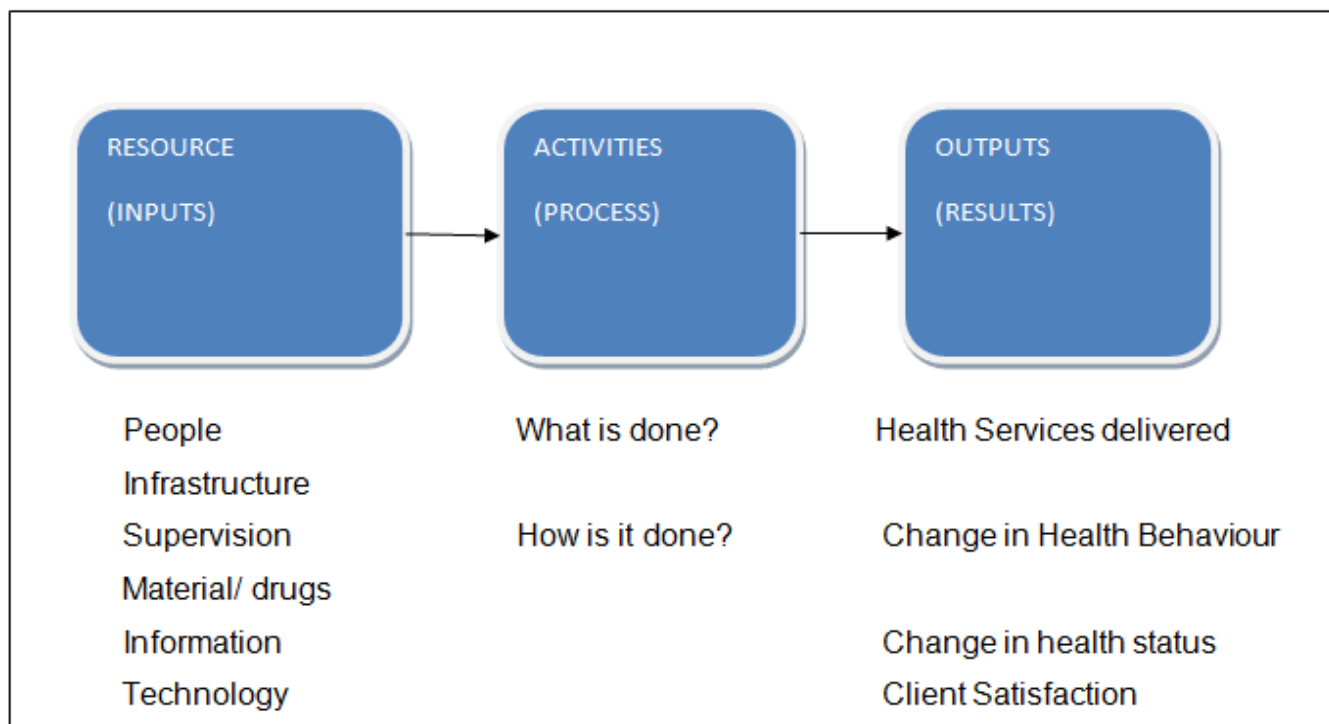 RESOURCE
(INPUTS)
ACTIVITIES
(PROCESS)
OUTPUTS
(RESULTS)
People
Infrastructure
Supervision
Material/ drugs
Information
Technology
What is done?
How is it done?
Health Services delivered
Change in Health Behaviour
Change in health status
Client Satisfaction